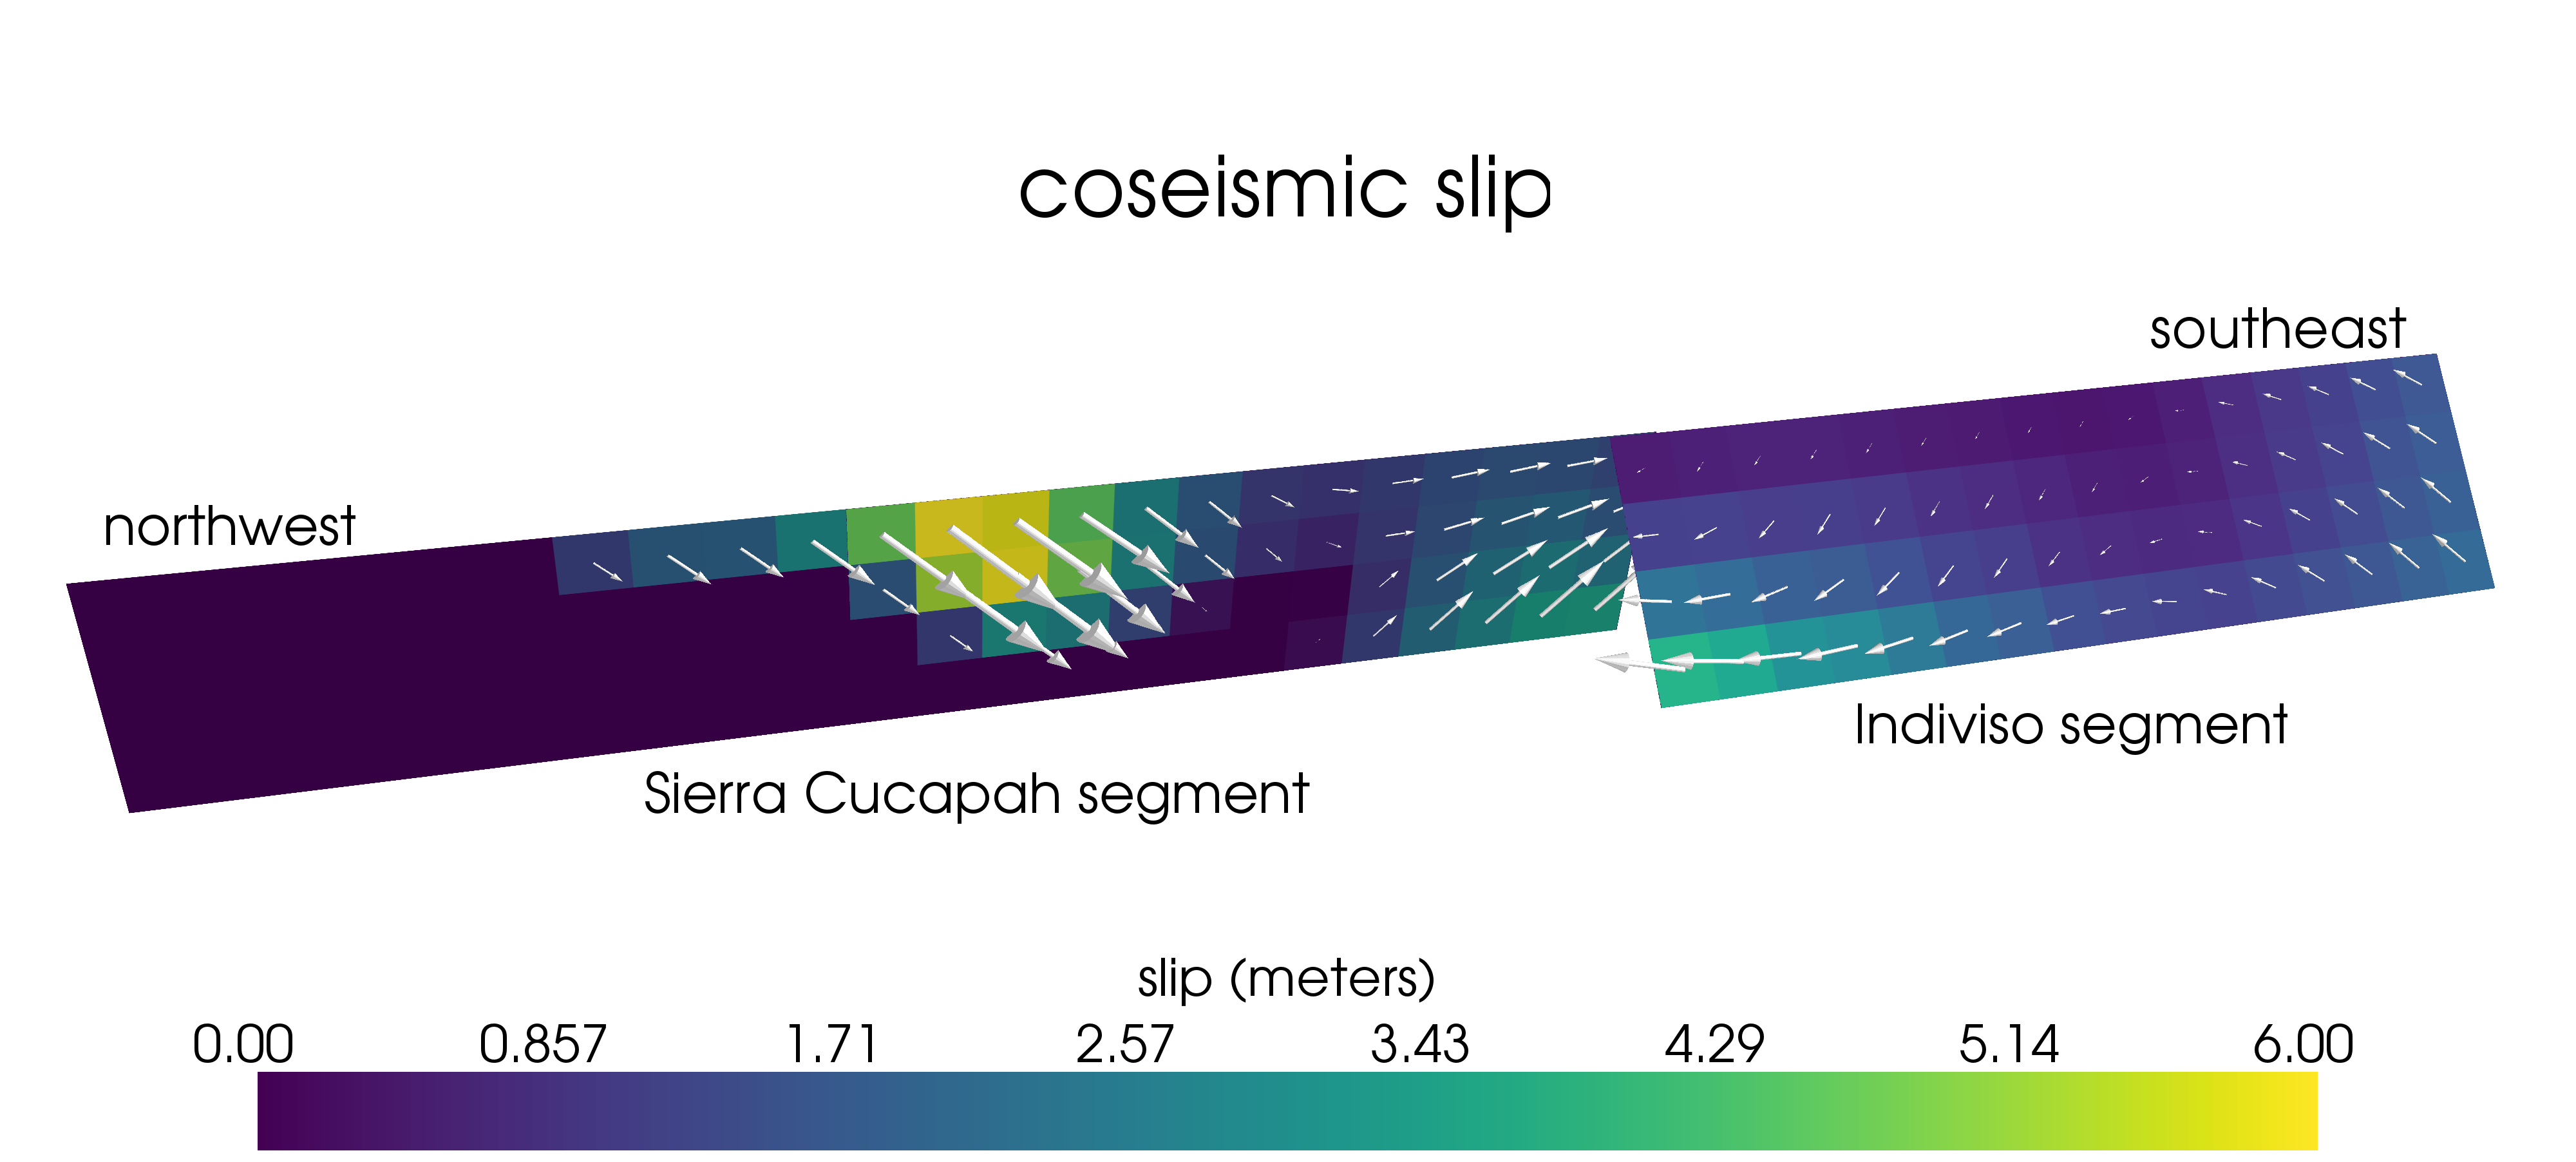 coseismic slip
southeast
northwest
Indiviso segment
Sierra Cucapah segment
slip (meters)
0.00 0.857 1.71 2.57 3.43 4.29 5.14 6.00